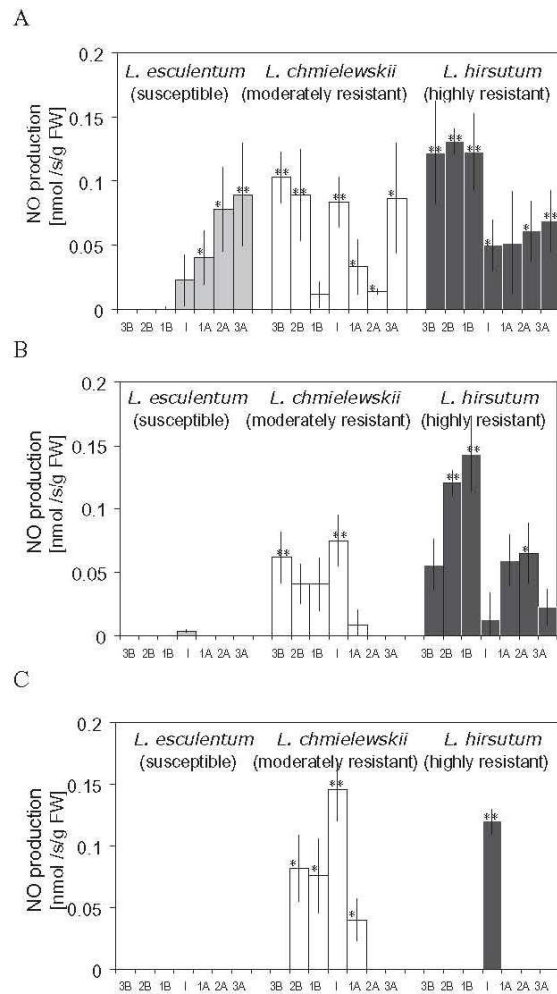 A
0.2
L. esculentum L. chmielewskii L. hirsutum
(susceptible) (moderately resistant) (highly resistant)
NO production
[nmol /s/g FW]
0.15
** ** ** 
0.1
** ** ** ** *
* *
0.05
* * * *
*
0
3B 2B 1B I 1A 2A 3A 3B 2B 1B I 1A 2A 3A 3B 2B 1B I 1A 2A 3A
B
0.2
L. esculentum L. chmielewskii L. hirsutum
(susceptible) (moderately resistant) (highly resistant)
NO production
[nmol /s/g FW]
0.15
** **
0.1
** ** *
0.05
0
3B 2B 1B I 1A 2A 3A 3B 2B 1B I 1A 2A 3A 3B 2B 1B I 1A 2A 3A
C
0.2
L. esculentum L. chmielewskii L. hirsutum
(susceptible) (moderately resistant) (highly resistant)
NO production
[nmol /s/g FW]
0.15
** **
0.1
* *
0.05
*
0
3B 2B 1B I 1A 2A 3A 3B 2B 1B I 1A 2A 3A 3B 2B 1B I 1A 2A 3A